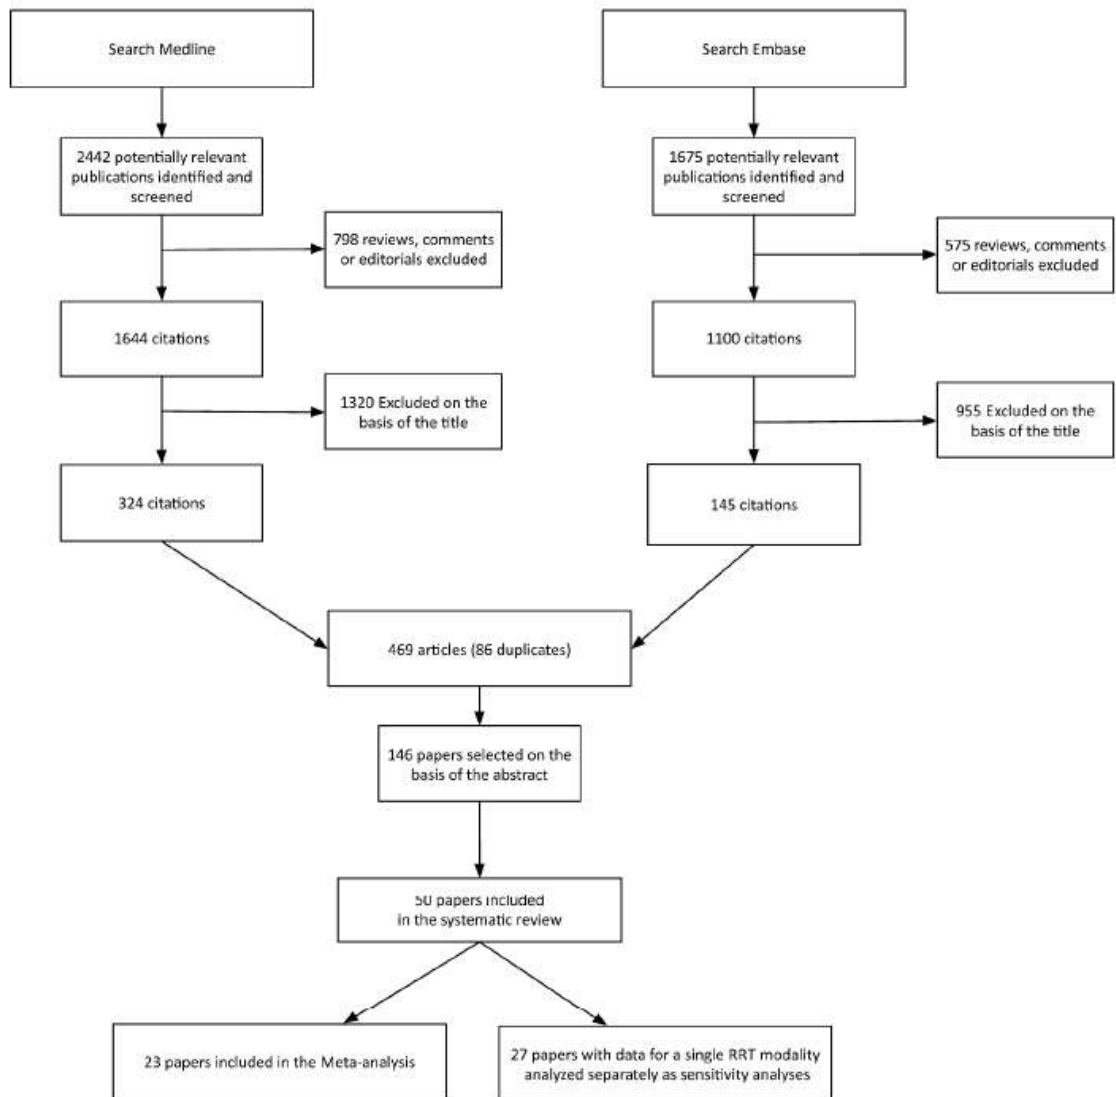 Search Medline
Search Embase
2442 potentially relevant
publications identified and
screened
1675 potentially relevant
publications identified and
screened
798 reviews, comments
or editorials excluded
575 reviews, comments
or editorials excluded
1644 citations
1100 citations
1320 Excluded on the
basis of the title
955 Excluded on the
basis of the title
324 citations
145 citations
469 articles (86 duplicates)
146 papers selected on the
basis of the abstract
50 papers included
in the systematic review
23 papers included in the Meta-analysis
27 papers with data for a single RRT modality
analyzed separately as sensitivity analyses